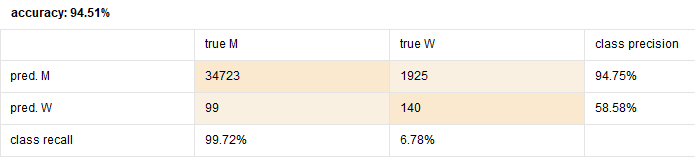 accuracy: 94.51%
true M true W class precision
pred. M 34723 1925 94.75%
pred. W 99 140 58.58%
class recall 99.72% 6.78%